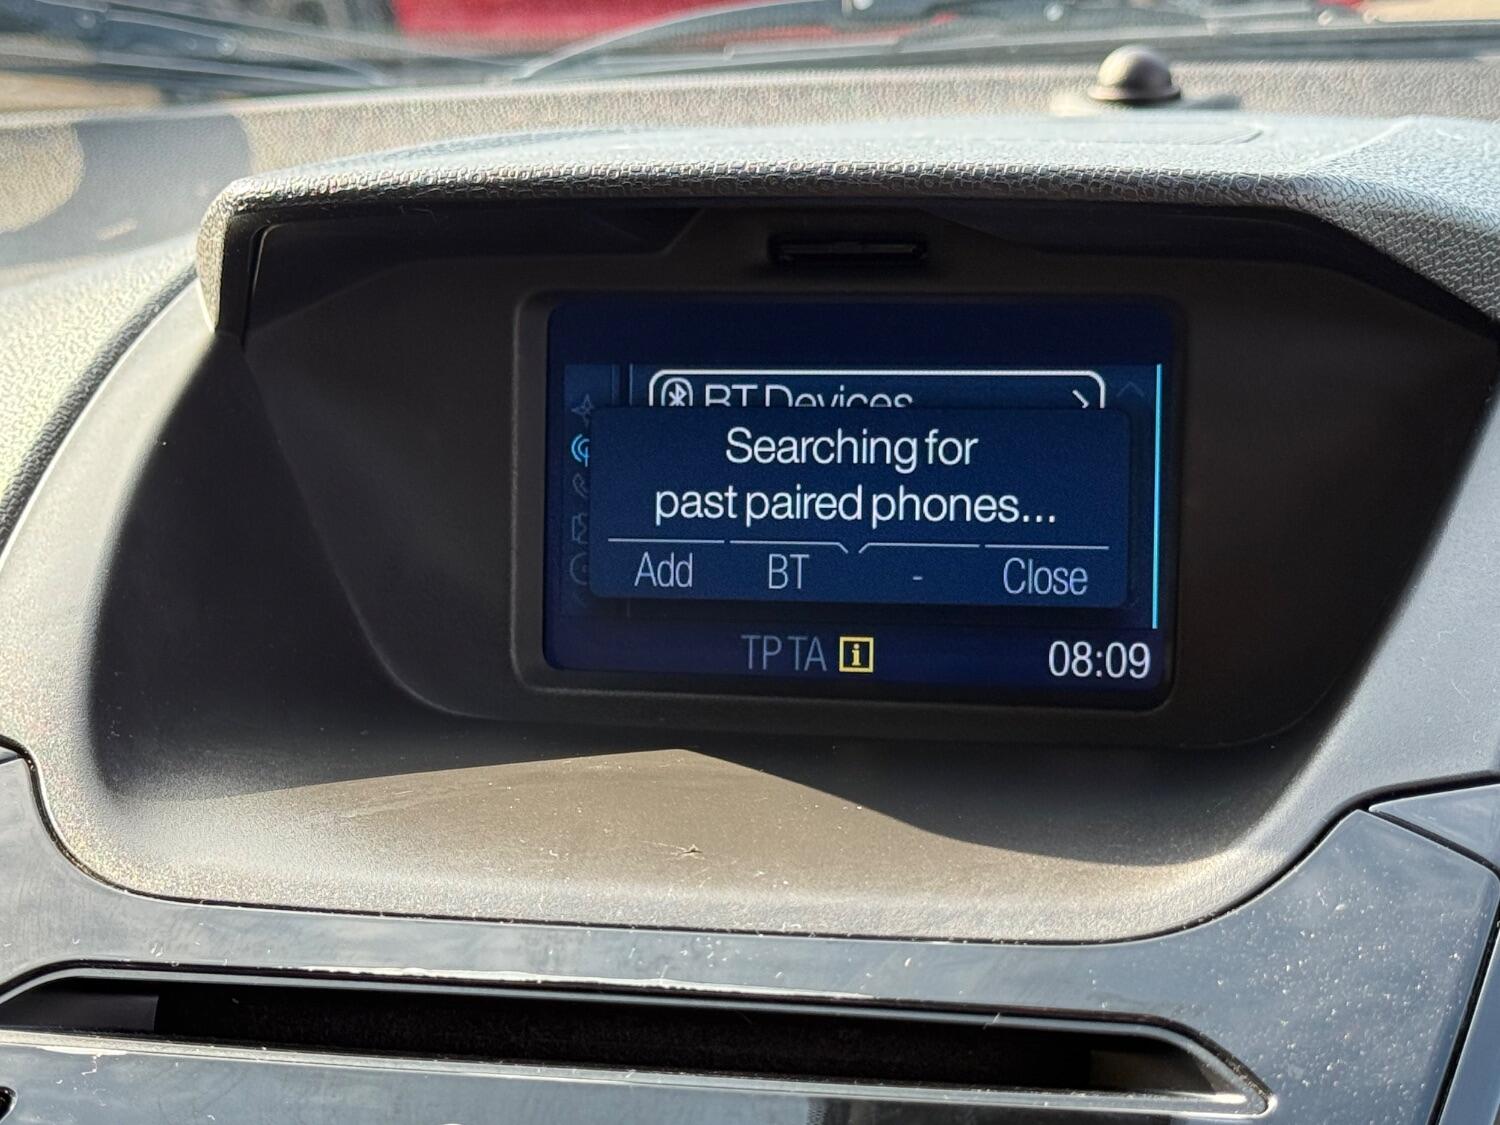 BT Devices
Searching for
past paired phones...
Add BT - Close
TP TA i 08:09